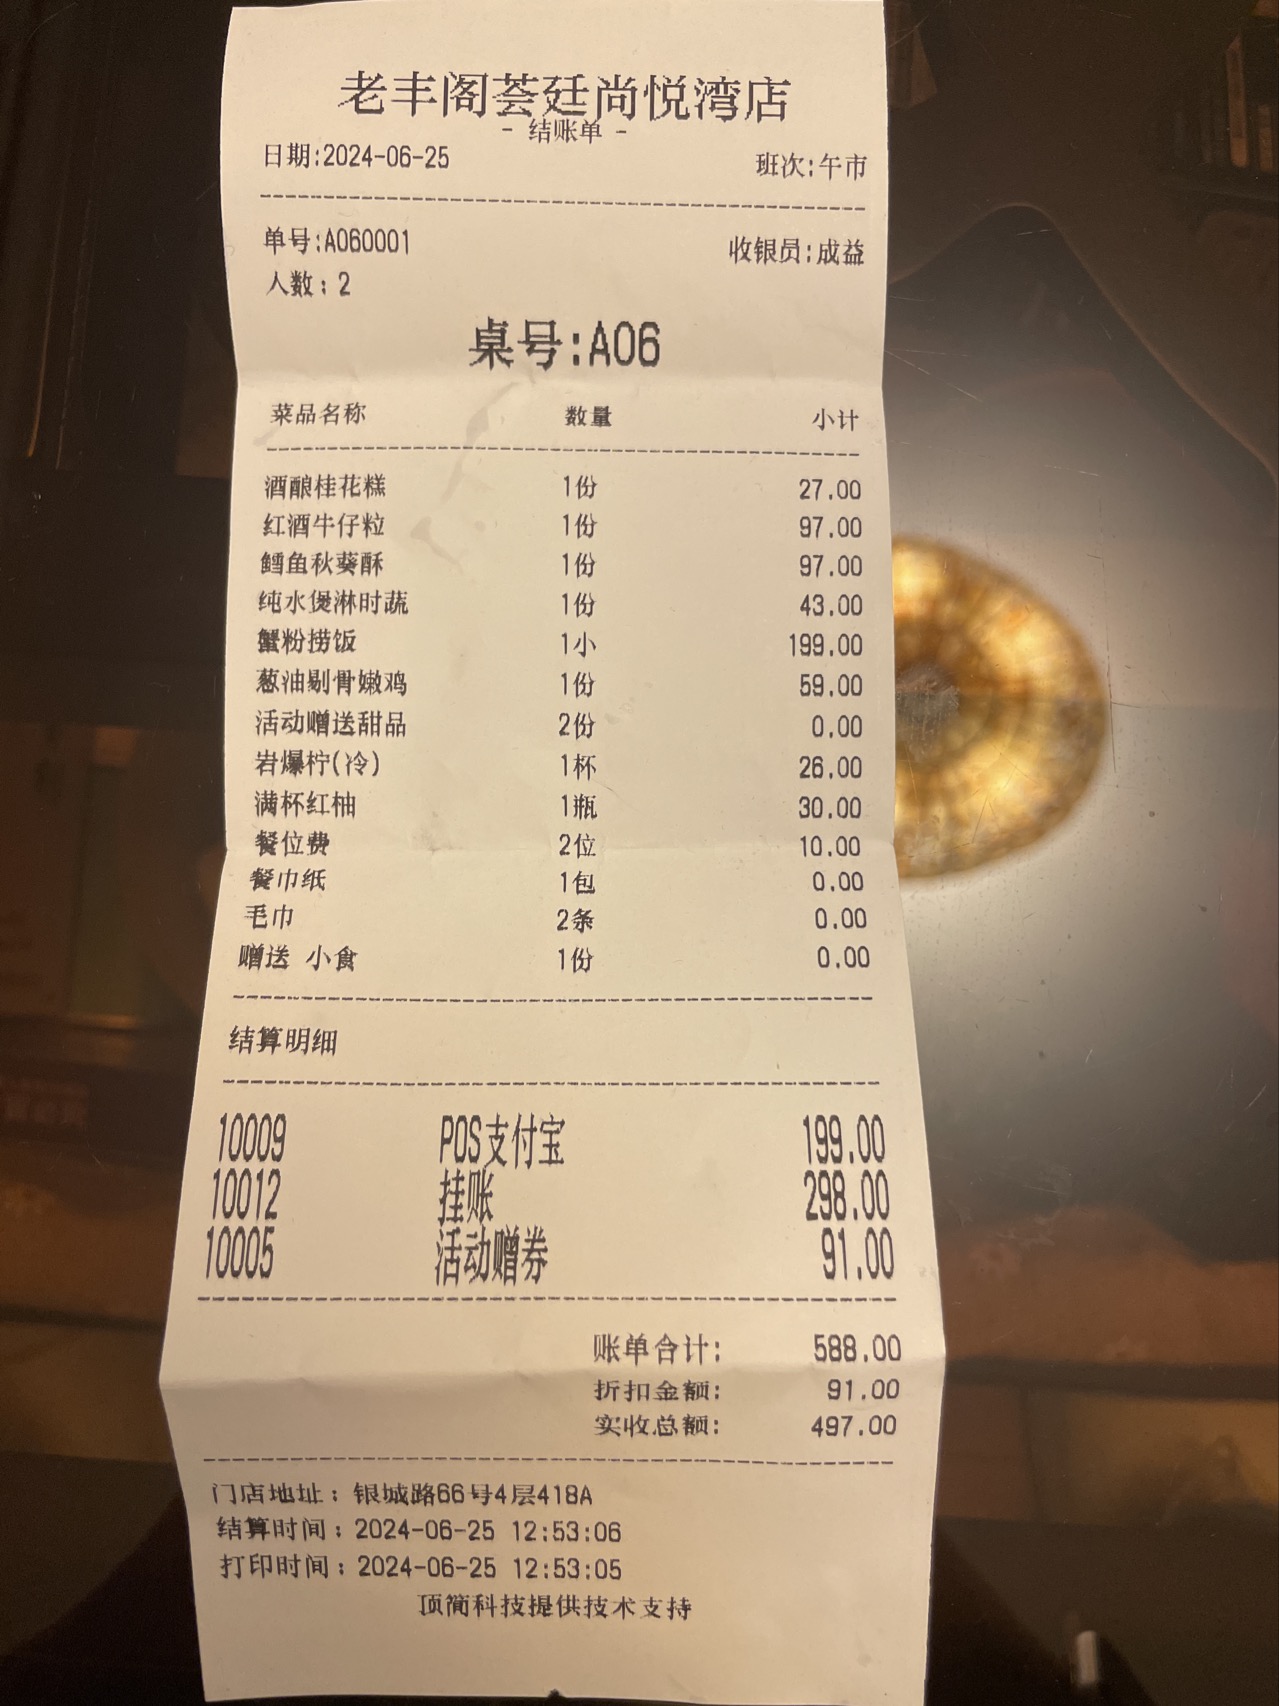 老丰阁荟廷尚悦湾店
- 结账单 -
日期:2024-06-25 班次:午市
单号:A060001 收银员:成益
人数: 2
桌号:A06
菜品名称 数量 小计
酒酿桂花糕 1份 27.00
红酒牛仔粒 1份 97.00
鳕鱼秋葵酥 1份 97.00
纯水煲淋时蔬 1份 43.00
蟹粉捞饭 1小 199.00
葱油剔骨嫩鸡 1份 59.00
活动赠送甜品 2份 0.00
岩爆柠(冷) 1杯 26.00
满杯红柚 1瓶 30.00
餐位费 2位 10.00
餐巾纸 1包 0.00
毛巾 2条 0.00
赠送 小食 1份 0.00
结算明细
10009 POS支付宝 199.00
10012 挂账 298.00
10005 活动赠券 91.00
账单合计: 588.00
折扣金额: 91.00
实收总额: 497.00
门店地址: 银城路66号4层418A
结算时间: 2024-06-25 12:53:06
打印时间: 2024-06-25 12:53:05
顶简科技提供技术支持